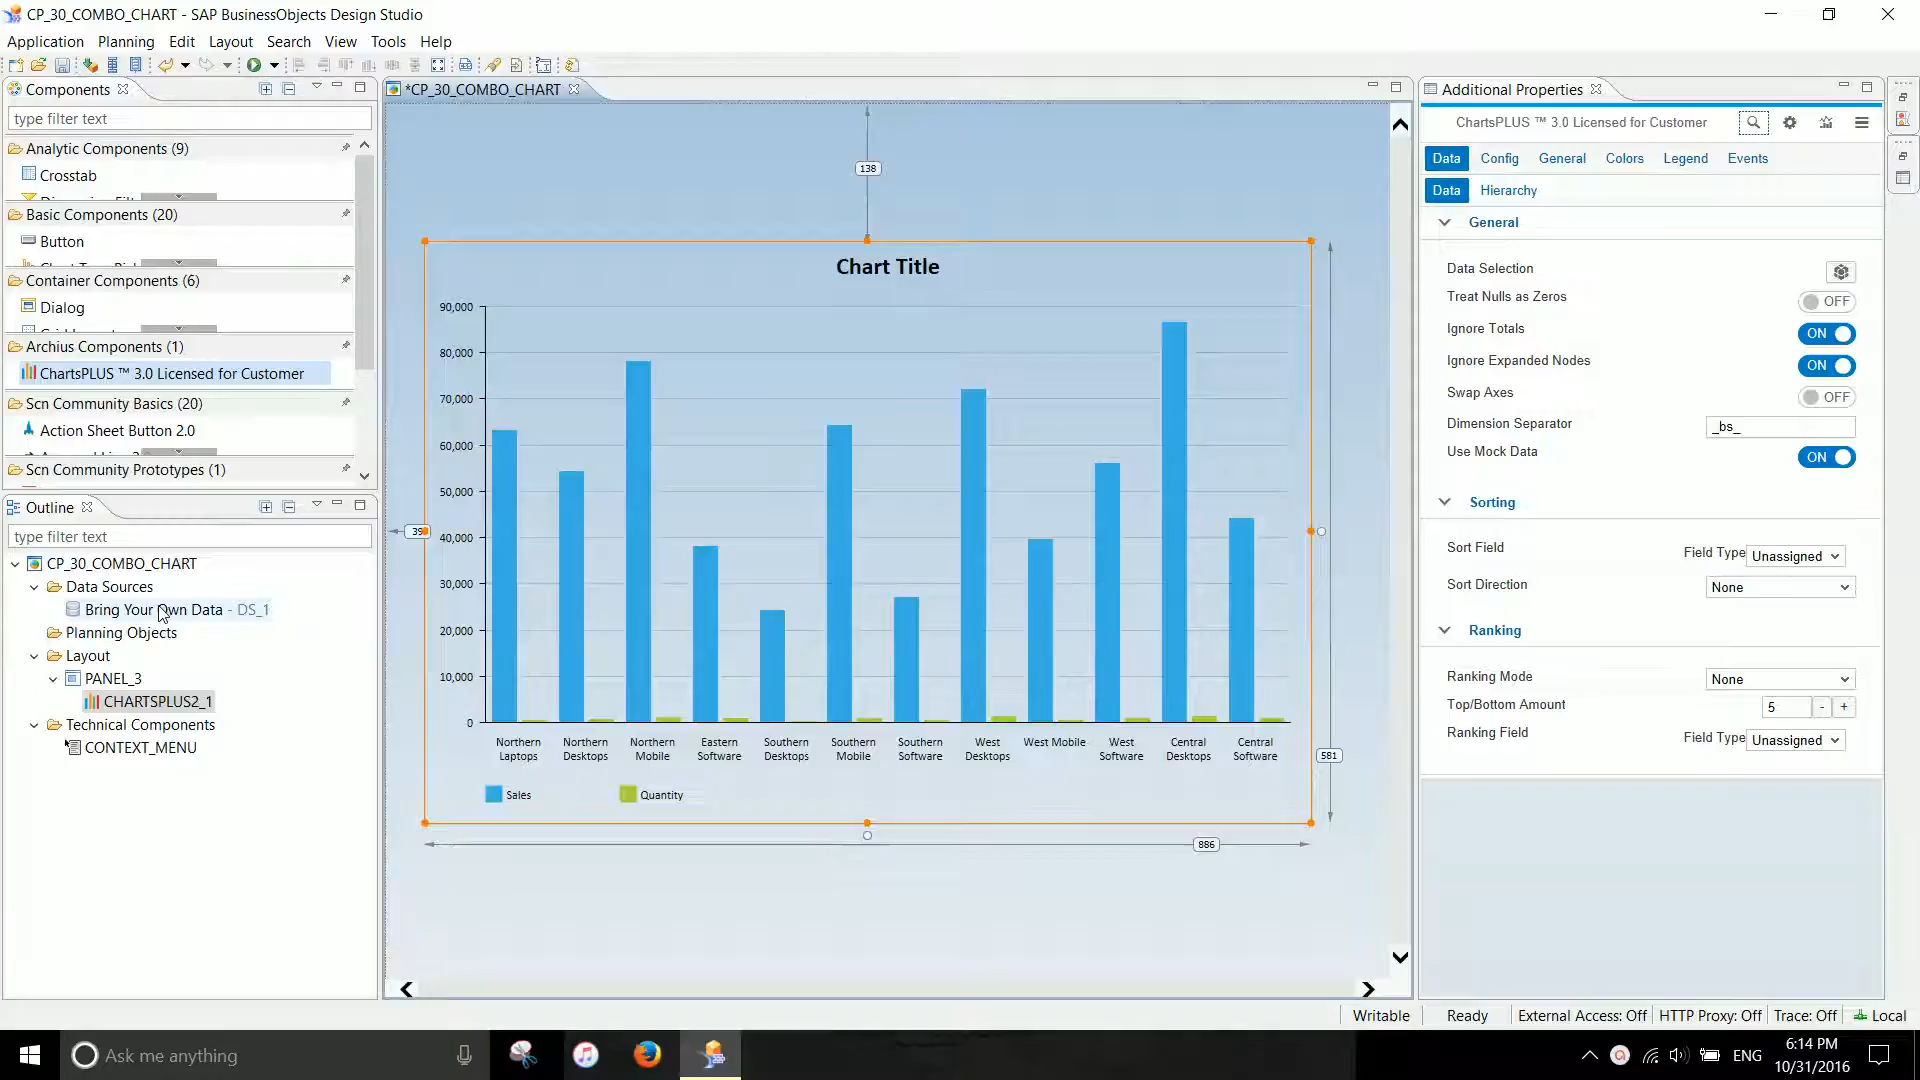 CP_30_COMBO_CHART - SAP BusinessObjects Design Studio
Application Planning Edit Layout Search View Tools Help
Components
type filter text
Analytic Components (9)
Crosstab
Basic Components (20)
Button
Container Components (6)
Dialog
Archius Components (1)
ChartsPLUS ™ 3.0 Licensed for Customer
Scn Community Basics (20)
Action Sheet Button 2.0
Scn Community Prototypes (1)
Outline
type filter text
CP_30_COMBO_CHART
Data Sources
Bring Your Own Data - DS_1
Planning Objects
Layout
PANEL_3
CHARTSPLUS2_1
Technical Components
CONTEXT_MENU
*CP_30_COMBO_CHART
138
Chart Title
90,000
80,000
70,000
60,000
50,000
39
40,000
30,000
20,000
10,000
0
Northern Laptops
Northern Desktops
Northern Mobile
Eastern Software
Southern Desktops
Southern Mobile
Southern Software
West Desktops
West Mobile
West Software
Central Desktops
Central Software
581
Sales
Quantity
886
Additional Properties
ChartsPLUS ™ 3.0 Licensed for Customer
Data Config General Colors Legend Events
Data Hierarchy
General
Data Selection
Treat Nulls as Zeros OFF
Ignore Totals ON
Ignore Expanded Nodes ON
Swap Axes OFF
Dimension Separator _bs_
Use Mock Data ON
Sorting
Sort Field Field Type Unassigned
Sort Direction None
Ranking
Ranking Mode None
Top/Bottom Amount 5 - +
Ranking Field Field Type Unassigned
Writable Ready External Access: Off HTTP Proxy: Off Trace: Off Local
Ask me anything
ENG
6:14 PM
10/31/2016